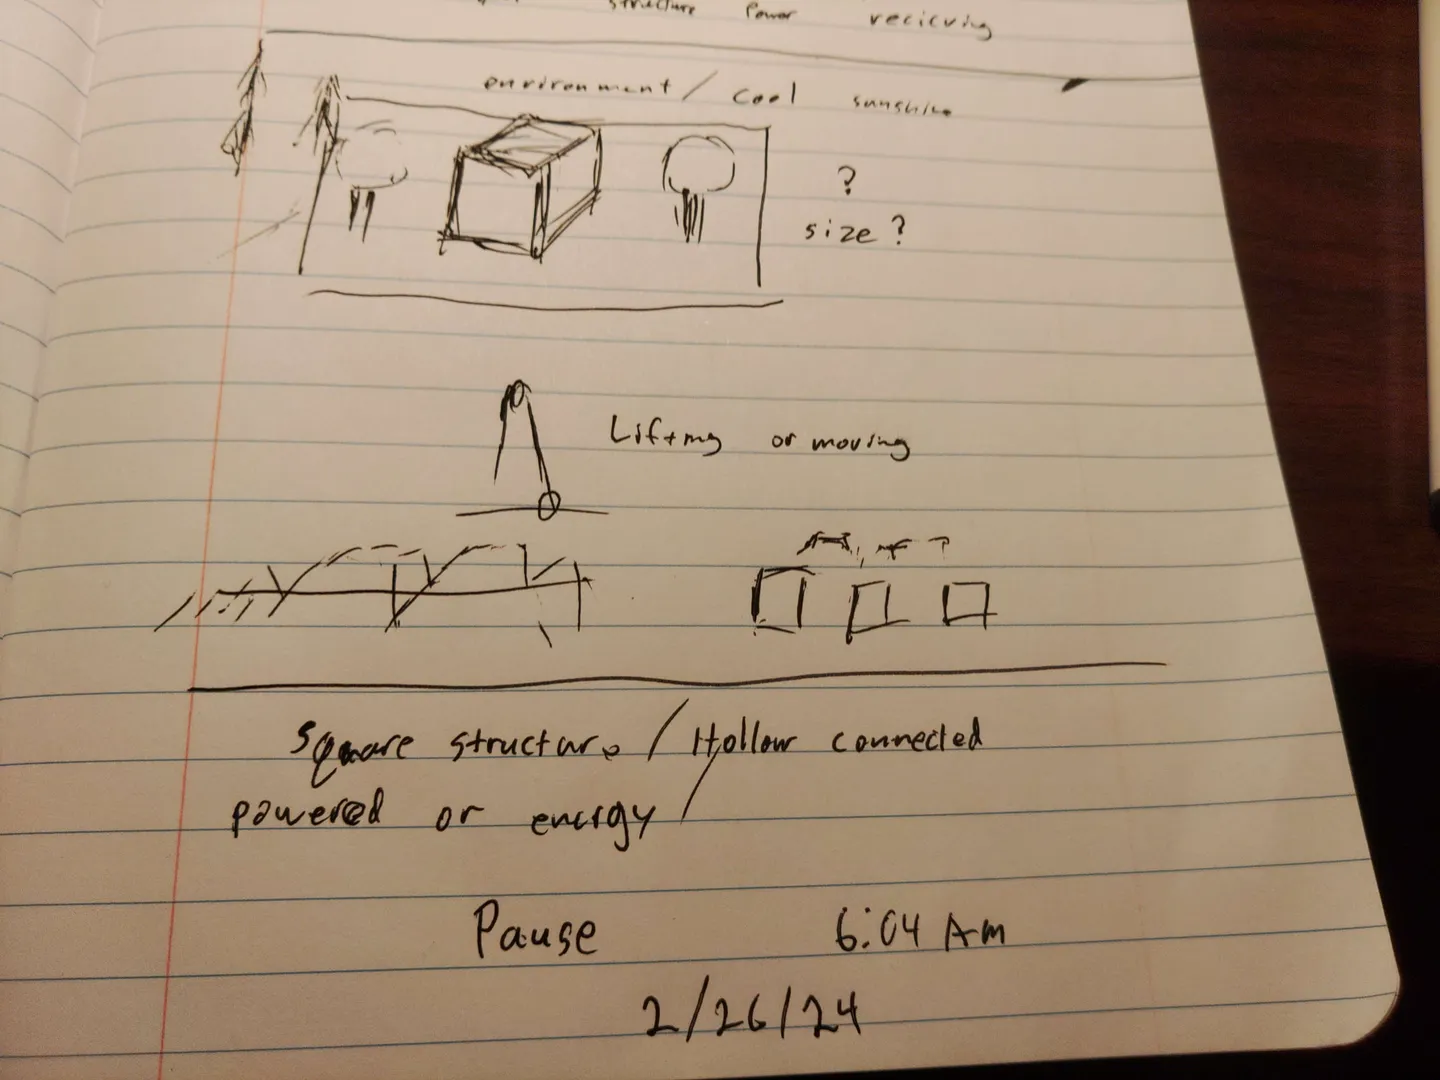 structure Power recieving
environment / cool sunshine
?
size ?
Lifting or moving
?
Square structure / Hollow connected
powered or energy /
Pause 6:04 Am
2/26/24